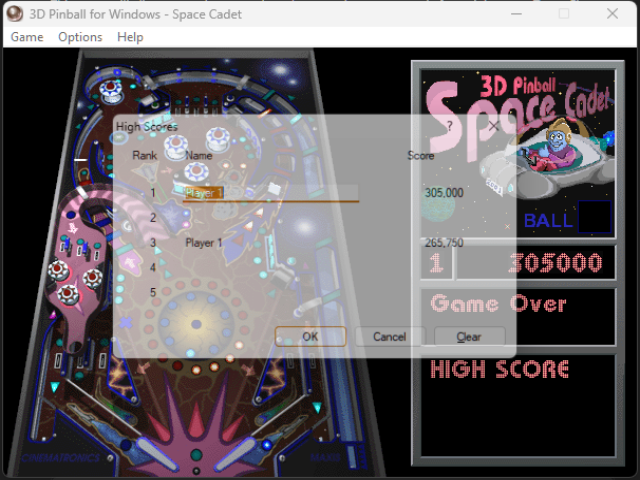 3D Pinball for Windows - Space Cadet
Game Options Help
High Scores ?
Rank Name Score
1 Player 1 305,000
2
3 Player 1 265,750
4
5
OK Cancel Clear
3D Pinball
Space Cadet
BALL
1 305000
Game Over
HIGH SCORE
CINEMATRONICS
MAXIS